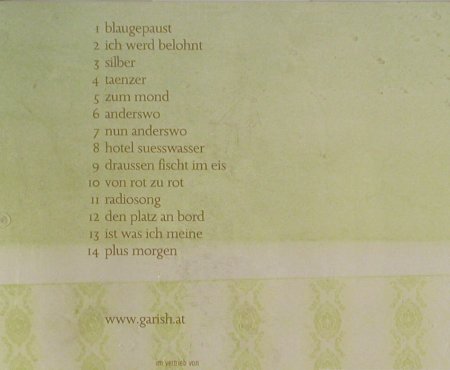 1 blaugepaust
2 ich werd belohnt
3 silber
4 taenzer
5 zum mond
6 anderswo
7 nun anderswo
8 hotel suesswasser
9 draussen fischt im eis
10 von rot zu rot
11 radiosong
12 den platz an bord
13 ist was ich meine
14 plus morgen
www.garish.at
im vertrieb von